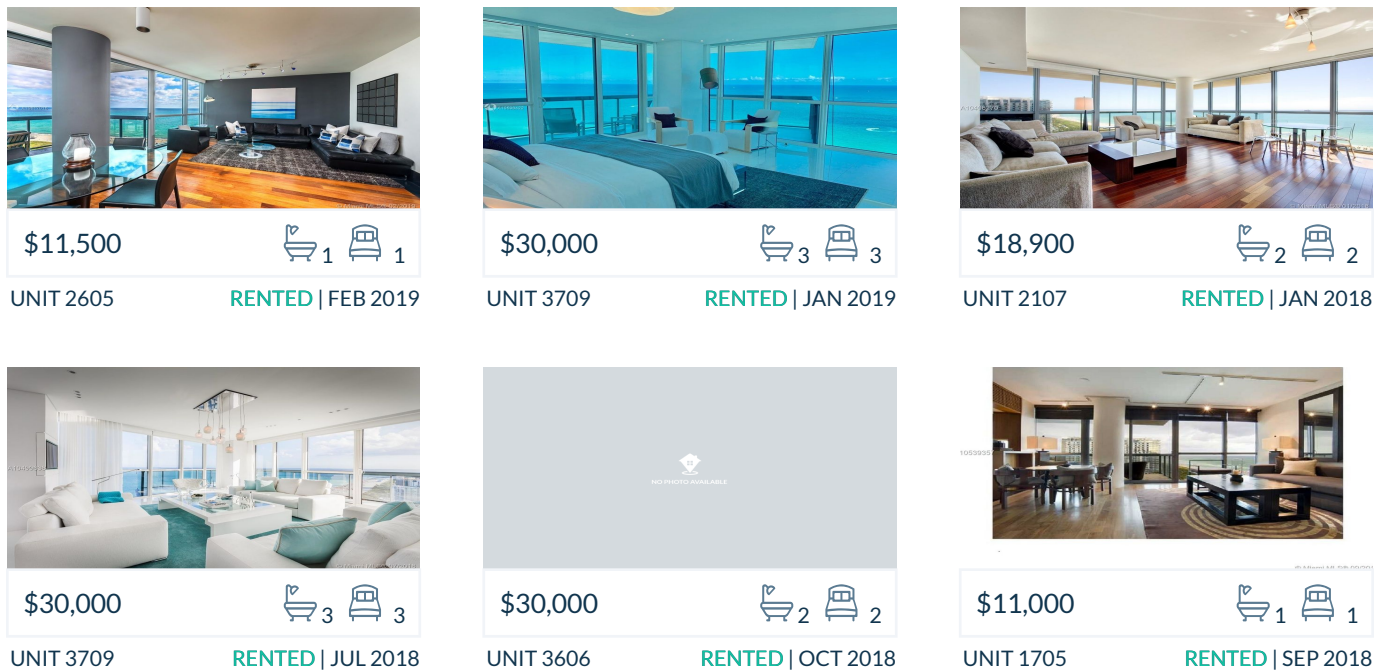 $11,500 1 1
UNIT 2605 RENTED | FEB 2019
$30,000 3 3
UNIT 3709 RENTED | JAN 2019
$18,900 2 2
UNIT 2107 RENTED | JAN 2018
$30,000 3 3
UNIT 3709 RENTED | JUL 2018
NO PHOTO AVAILABLE
$30,000 2 2
UNIT 3606 RENTED | OCT 2018
$11,000 1 1
UNIT 1705 RENTED | SEP 2018